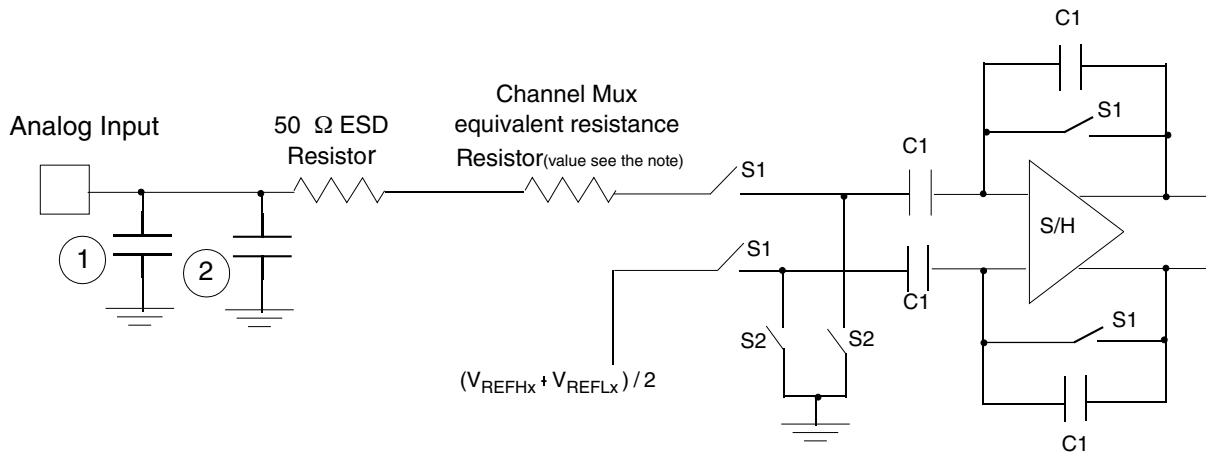 C1
S1
Channel Mux
equivalent resistance
Resistor(value see the note)
50 Ω ESD
Resistor
Analog Input
S1
C1
S/H
1
2
S1
C1
S2
S2
S1
(VREFHx + VREFLx) / 2
C1